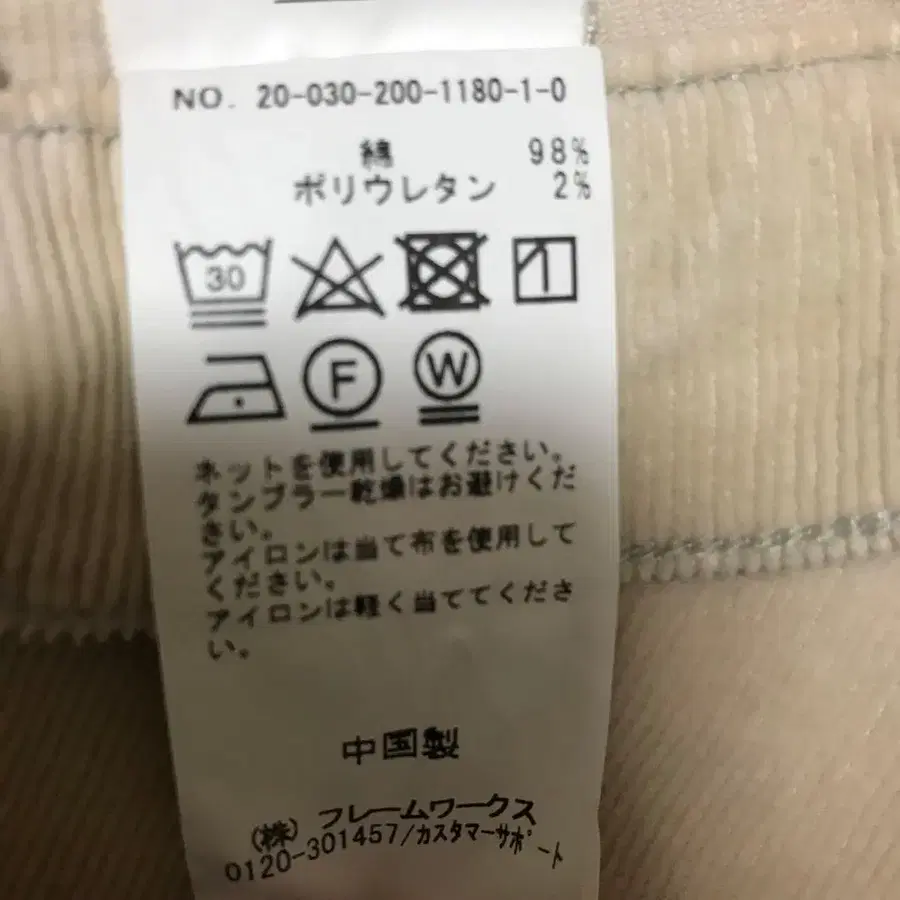 NO. 20-030-200-1180-1-0
綿 98%
ポリウレタン 2%
30
F W
ネットを使用してください。
タンブラー乾燥はお避けくだ
さい。
アイロンは当て布を使用して
ください。
アイロンは軽く当ててくださ
い。
中国製
(株) フレームワークス
0120-301457/カスタマーサポート